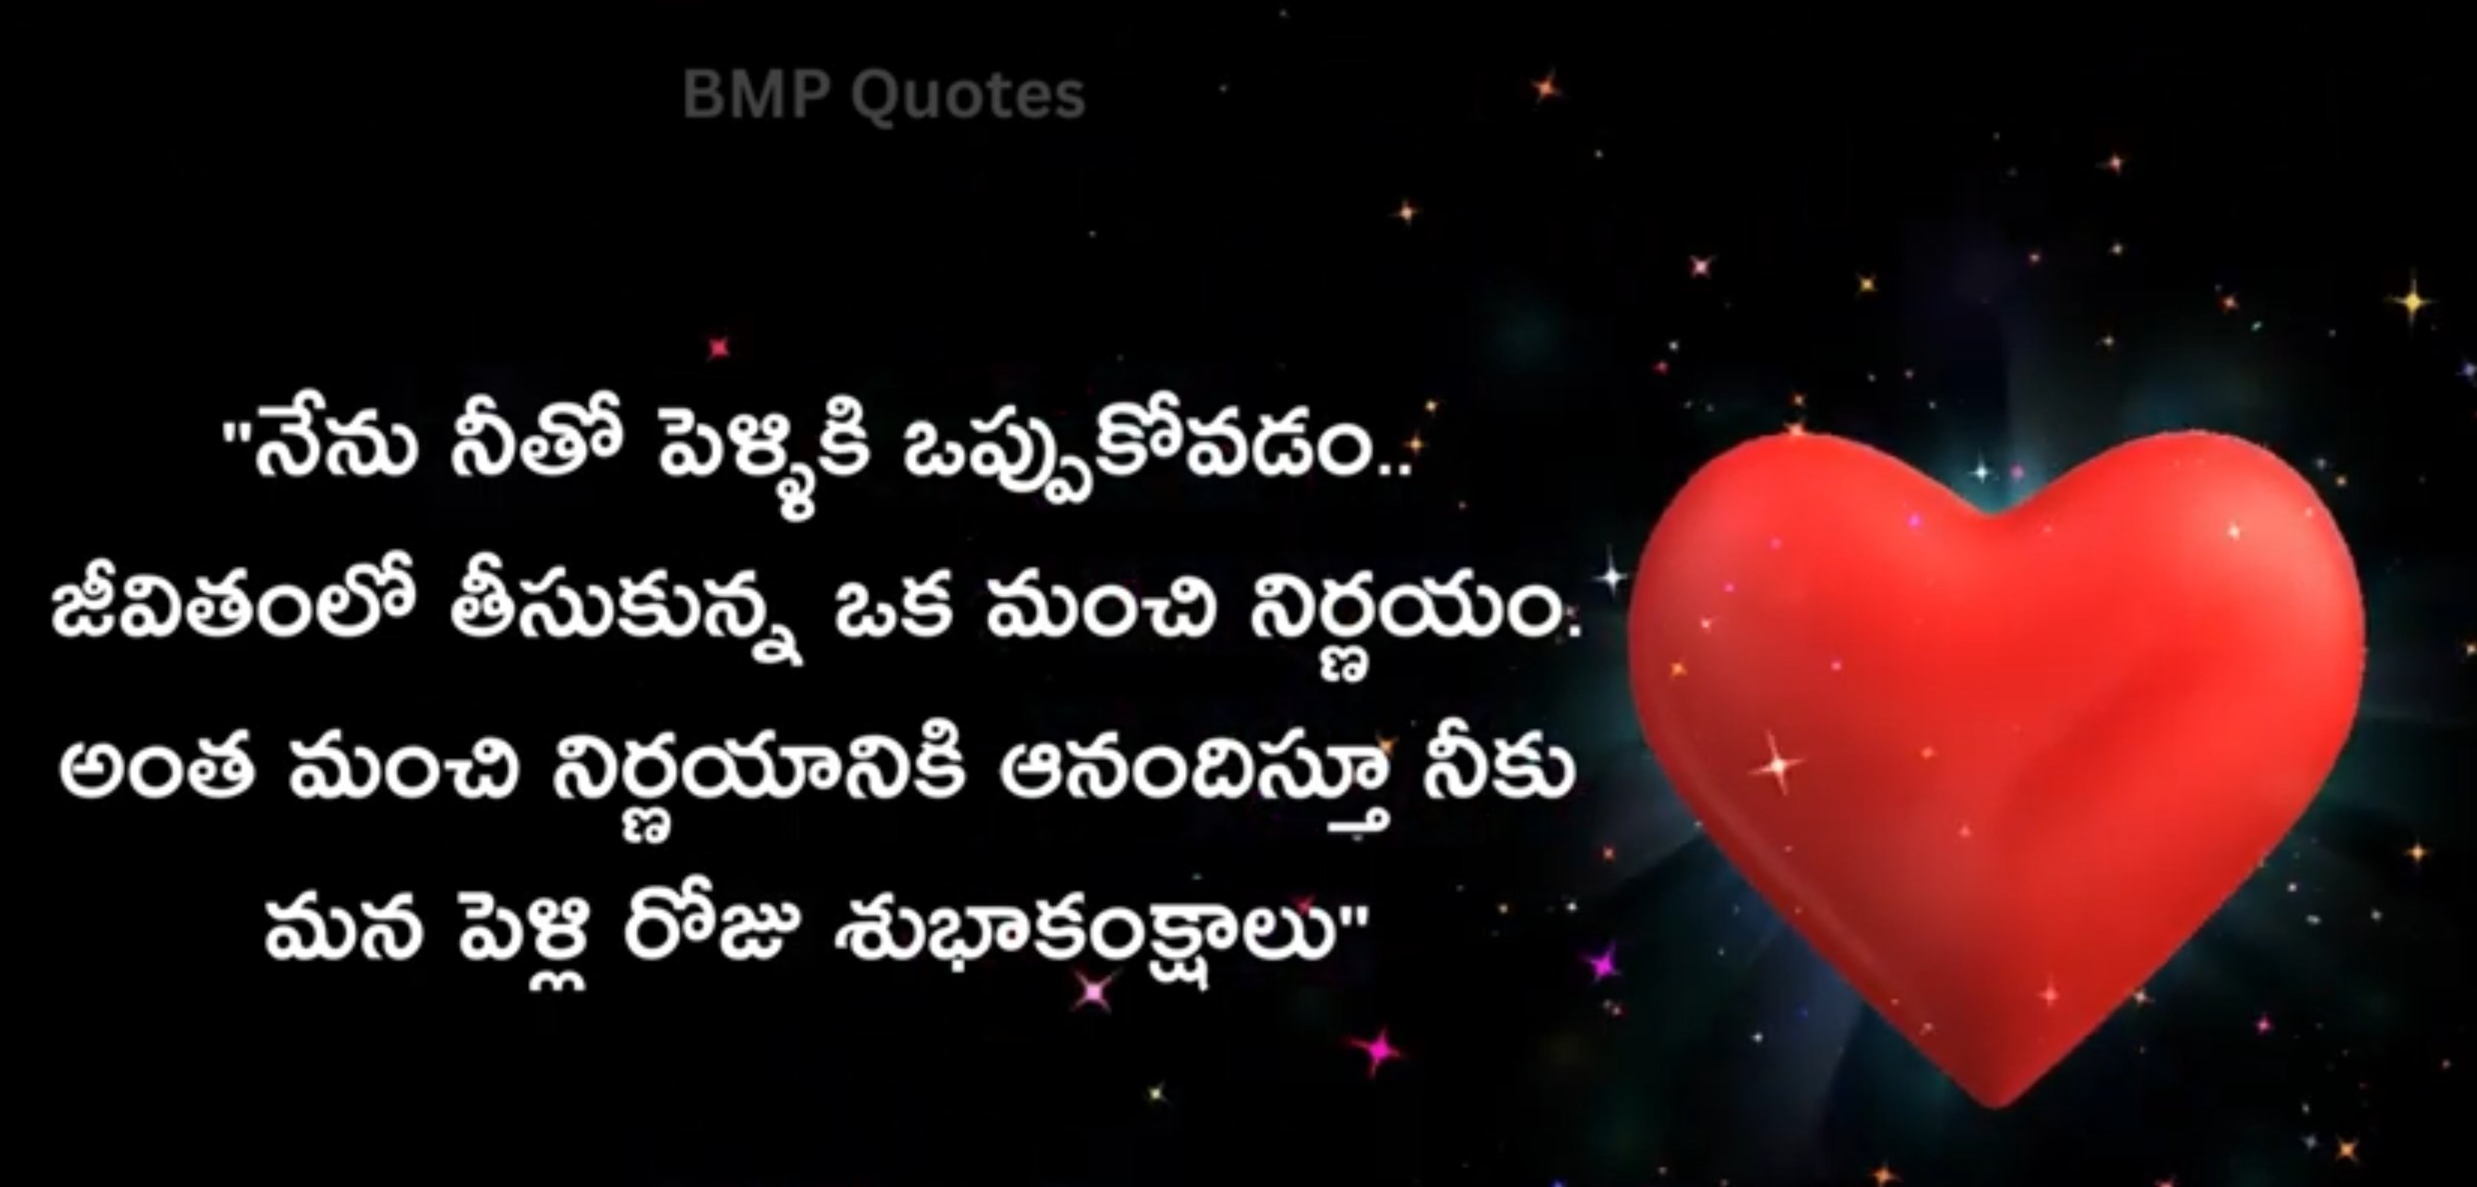 BMP Quotes
"నేను నీతో పెళ్ళికి ఒప్పుకోవడం..
జీవితంలో తీసుకున్న ఒక మంచి నిర్ణయం.
అంత మంచి నిర్ణయానికి ఆనందిస్తూ నీకు
మన పెళ్లి రోజు శుభాకంక్షాలు"